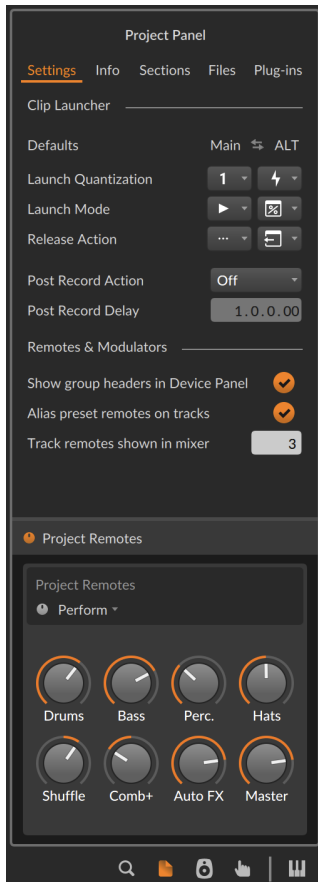 Project Panel
Settings Info Sections Files Plug-ins
Clip Launcher
Defaults Main ALT
Launch Quantization 1
Launch Mode
Release Action ...
Post Record Action Off
Post Record Delay 1.0.0.00
Remotes & Modulators
Show group headers in Device Panel
Alias preset remotes on tracks
Track remotes shown in mixer 3
Project Remotes
Project Remotes
Perform
Drums Bass Perc. Hats
Shuffle Comb+ Auto FX Master